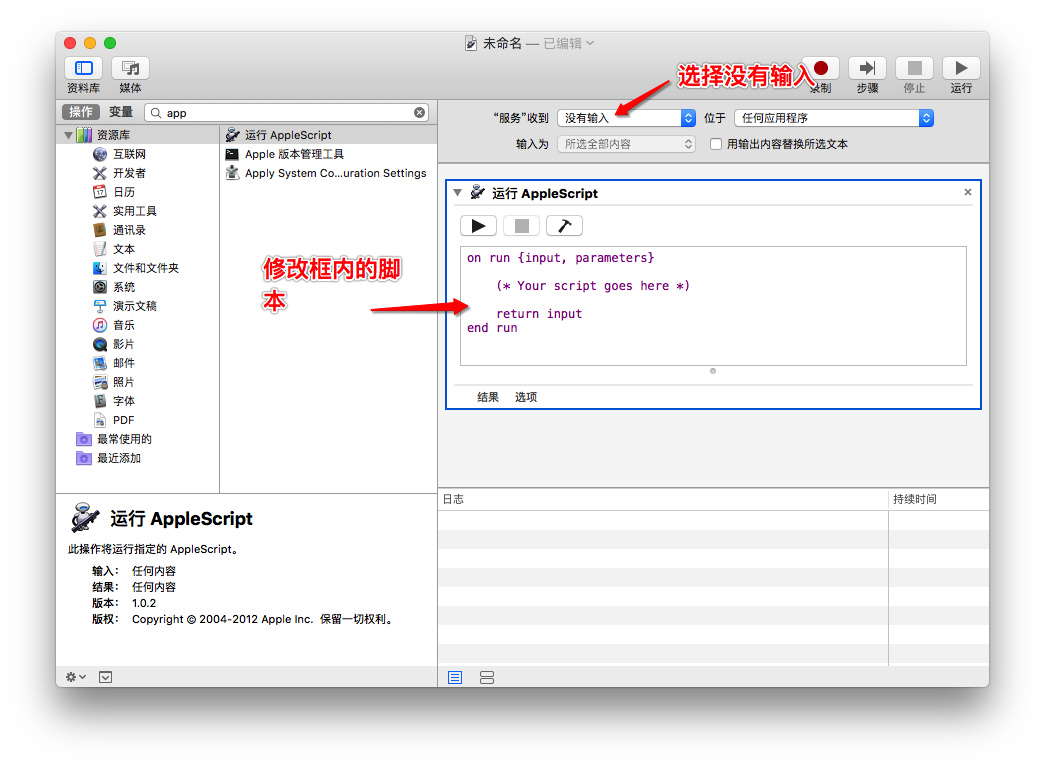 未命名 — 已编辑
资料库 媒体 录制 步骤 停止 运行
选择没有输入
操作 变量 app
“服务”收到 没有输入 位于 任何应用程序
输入为 所选全部内容 用输出内容替换所选文本
资源库
互联网
开发者
日历
实用工具
通讯录
文本
文件和文件夹
系统
演示文稿
音乐
影片
邮件
照片
字体
PDF
最常使用的
最近添加
运行 AppleScript
Apple 版本管理工具
Apply System Co...uration Settings
修改框内的脚
本
运行 AppleScript
on run {input, parameters}
(* Your script goes here *)
return input
end run
结果 选项
日志 持续时间
运行 AppleScript
此操作将运行指定的 AppleScript。
输入： 任何内容
结果： 任何内容
版本： 1.0.2
版权： Copyright © 2004-2012 Apple Inc. 保留一切权利。